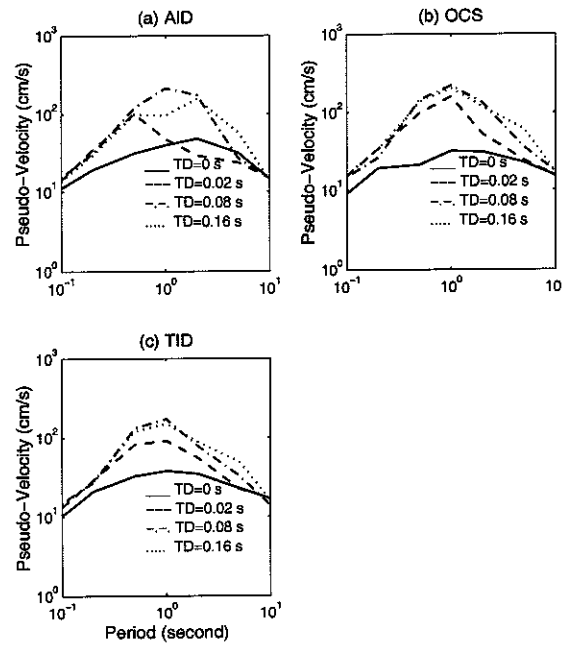 (a) AID
Pseudo-Velocity (cm/s)
10³
10²
10¹
10⁰
10⁻¹
10⁰
10¹
TD=0 s
TD=0.02 s
TD=0.08 s
TD=0.16 s
(b) OCS
Pseudo-Velocity (cm/s)
10³
10²
10¹
10⁰
10⁻¹
10⁰
10¹
TD=0 s
TD=0.02 s
TD=0.08 s
TD=0.16 s
(c) TID
Pseudo-Velocity (cm/s)
10³
10²
10¹
10⁰
10⁻¹
10⁰
10¹
TD=0 s
TD=0.02 s
TD=0.08 s
TD=0.16 s
Period (second)